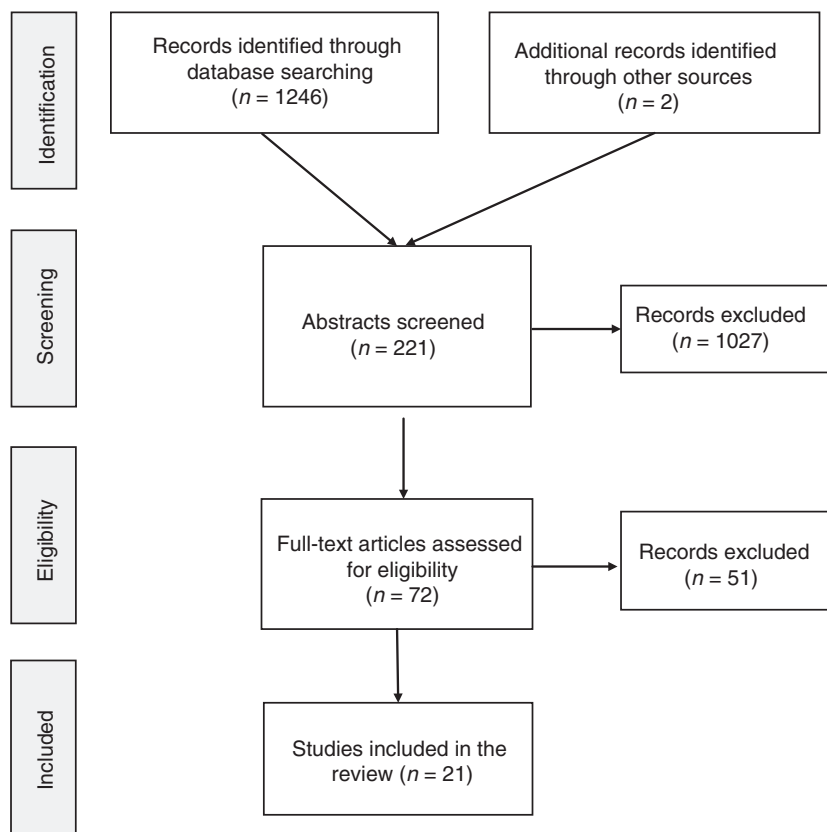 Identification
Records identified through
database searching
(n = 1246)
Additional records identified
through other sources
(n = 2)
Screening
Abstracts screened
(n = 221)
Records excluded
(n = 1027)
Eligibility
Full-text articles assessed
for eligibility
(n = 72)
Records excluded
(n = 51)
Included
Studies included in the
review (n = 21)